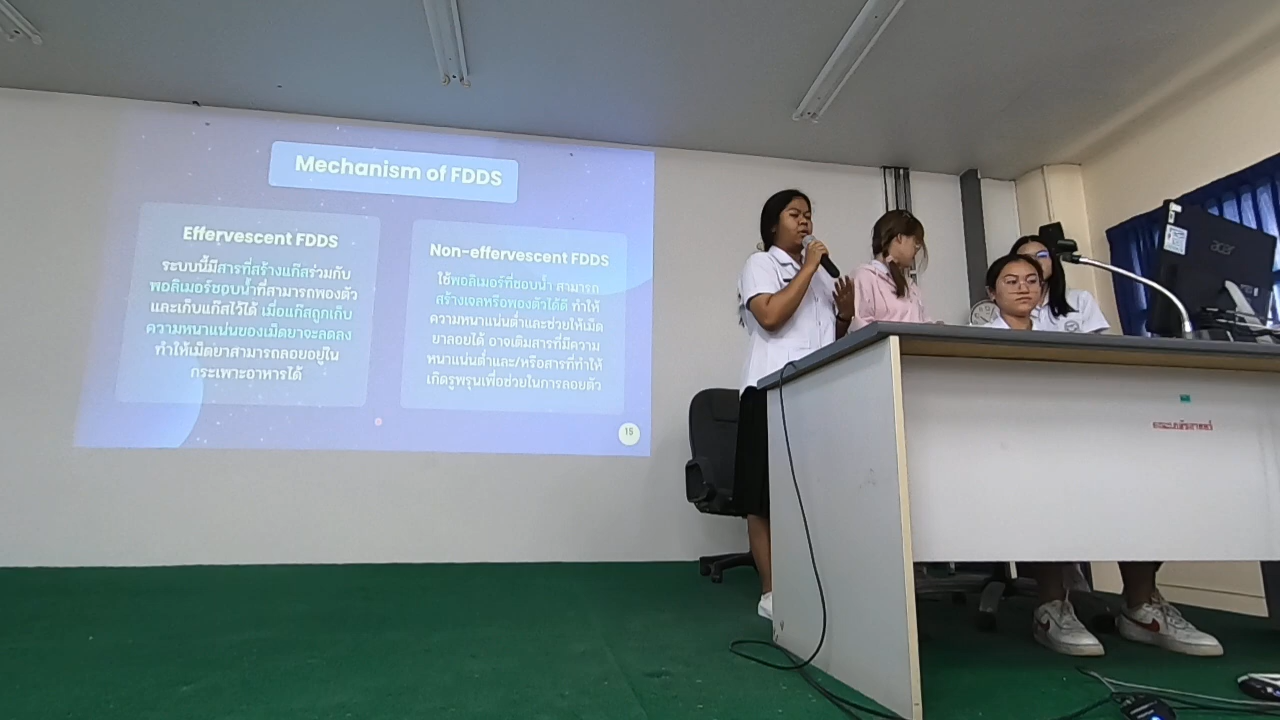 Mechanism of FDDS
Effervescent FDDS
ระบบนี้มีสารที่สร้างแก๊สร่วมกับ
พอลิเมอร์ชอบน้ำที่สามารถพองตัว
และเก็บแก๊สไว้ได้ เมื่อแก๊สถูกเก็บ
ความหนาแน่นของเม็ดยาจะลดลง
ทำให้เม็ดยาสามารถลอยอยู่ใน
กระเพาะอาหารได้
Non-effervescent FDDS
ใช้พอลิเมอร์ที่ชอบน้ำ สามารถ
สร้างเจลหรือพองตัวได้ดี ทำให้
ความหนาแน่นต่ำและช่วยให้เม็ด
ยาลอยได้ อาจเติมสารที่มีความ
หนาแน่นต่ำและ/หรือสารที่ทำให้
เกิดรูพรุนเพื่อช่วยในการลอยตัว
15
acer
คณะเภสัชศาสตร์